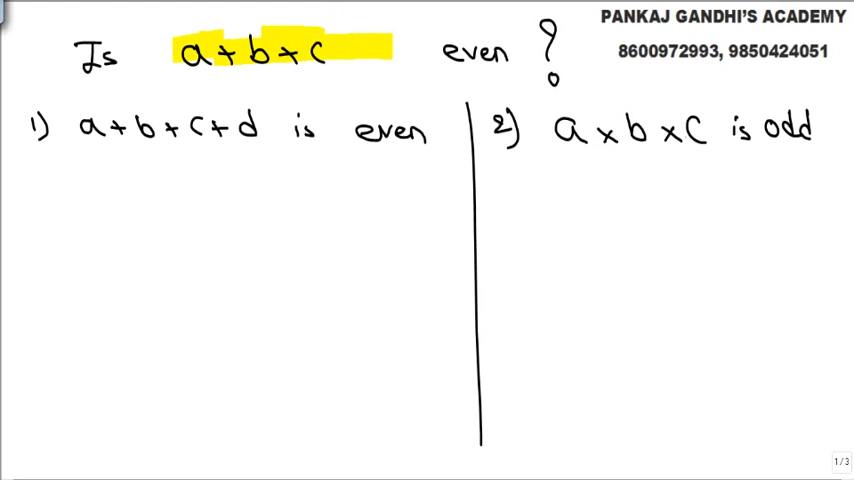 PANKAJ GANDHI'S ACADEMY
8600972993, 9850424051
Is a + b + c even ?
1) a + b + c + d is even
2) a × b × c is odd
1/3